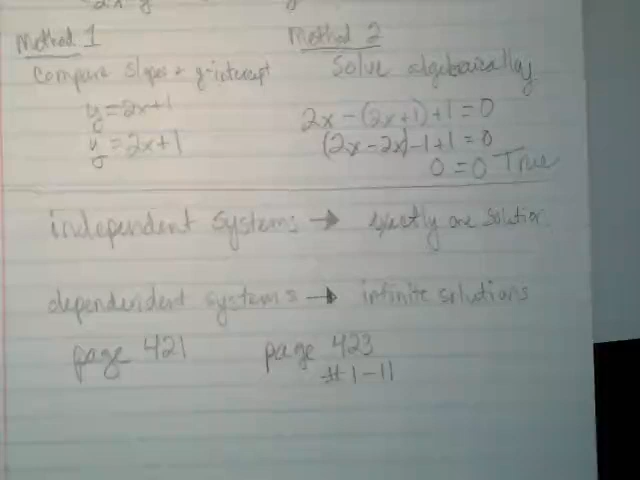 2x - y
Method 1
Compare slopes + y-intercept
y = 2x+1
y = 2x+1
Method 2
Solve algebraically
2x - (2x+1)+1 = 0
(2x-2x)-1+1 = 0
0 = 0 True
independent systems → exactly one solution.
dependendent systems → infinite solutions
page 421 page 423
#1-11